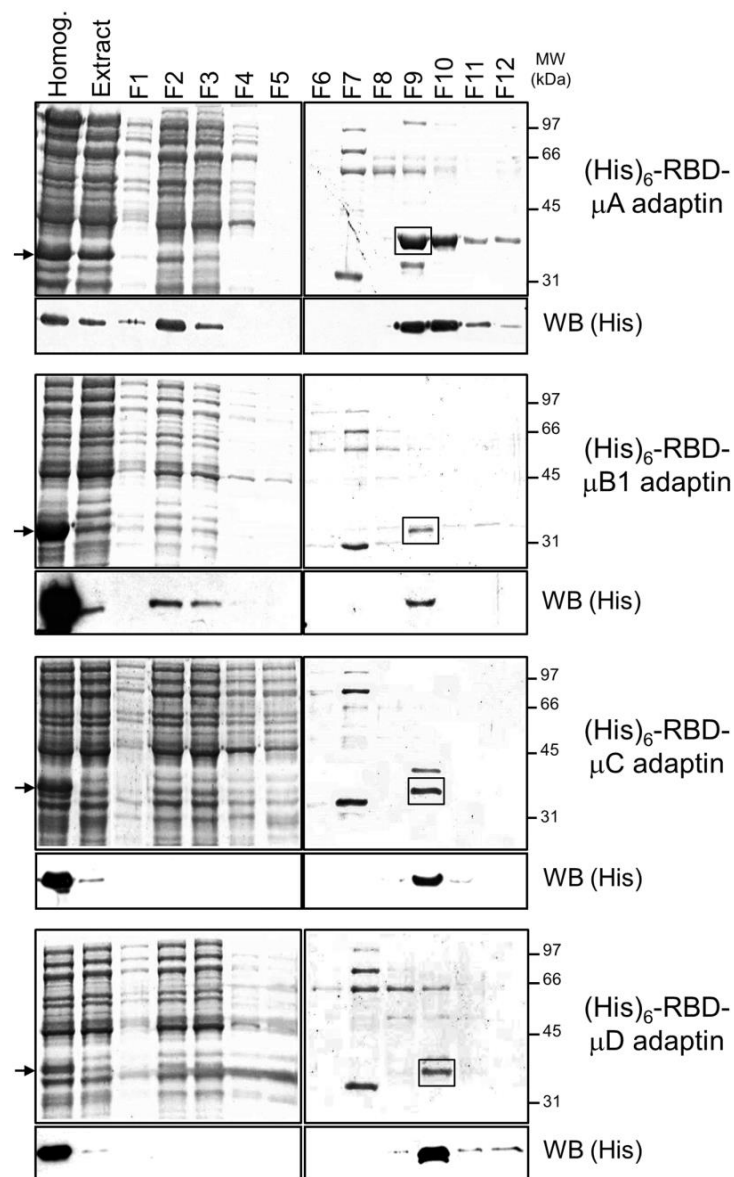 Homog. Extract F1 F2 F3 F4 F5 F6 F7 F8 F9 F10 F11 F12 MW (kDa)
97
66
45
31
(His)₆-RBD-
μA adaptin
WB (His)
97
66
45
31
(His)₆-RBD-
μB1 adaptin
WB (His)
97
66
45
31
(His)₆-RBD-
μC adaptin
WB (His)
97
66
45
31
(His)₆-RBD-
μD adaptin
WB (His)